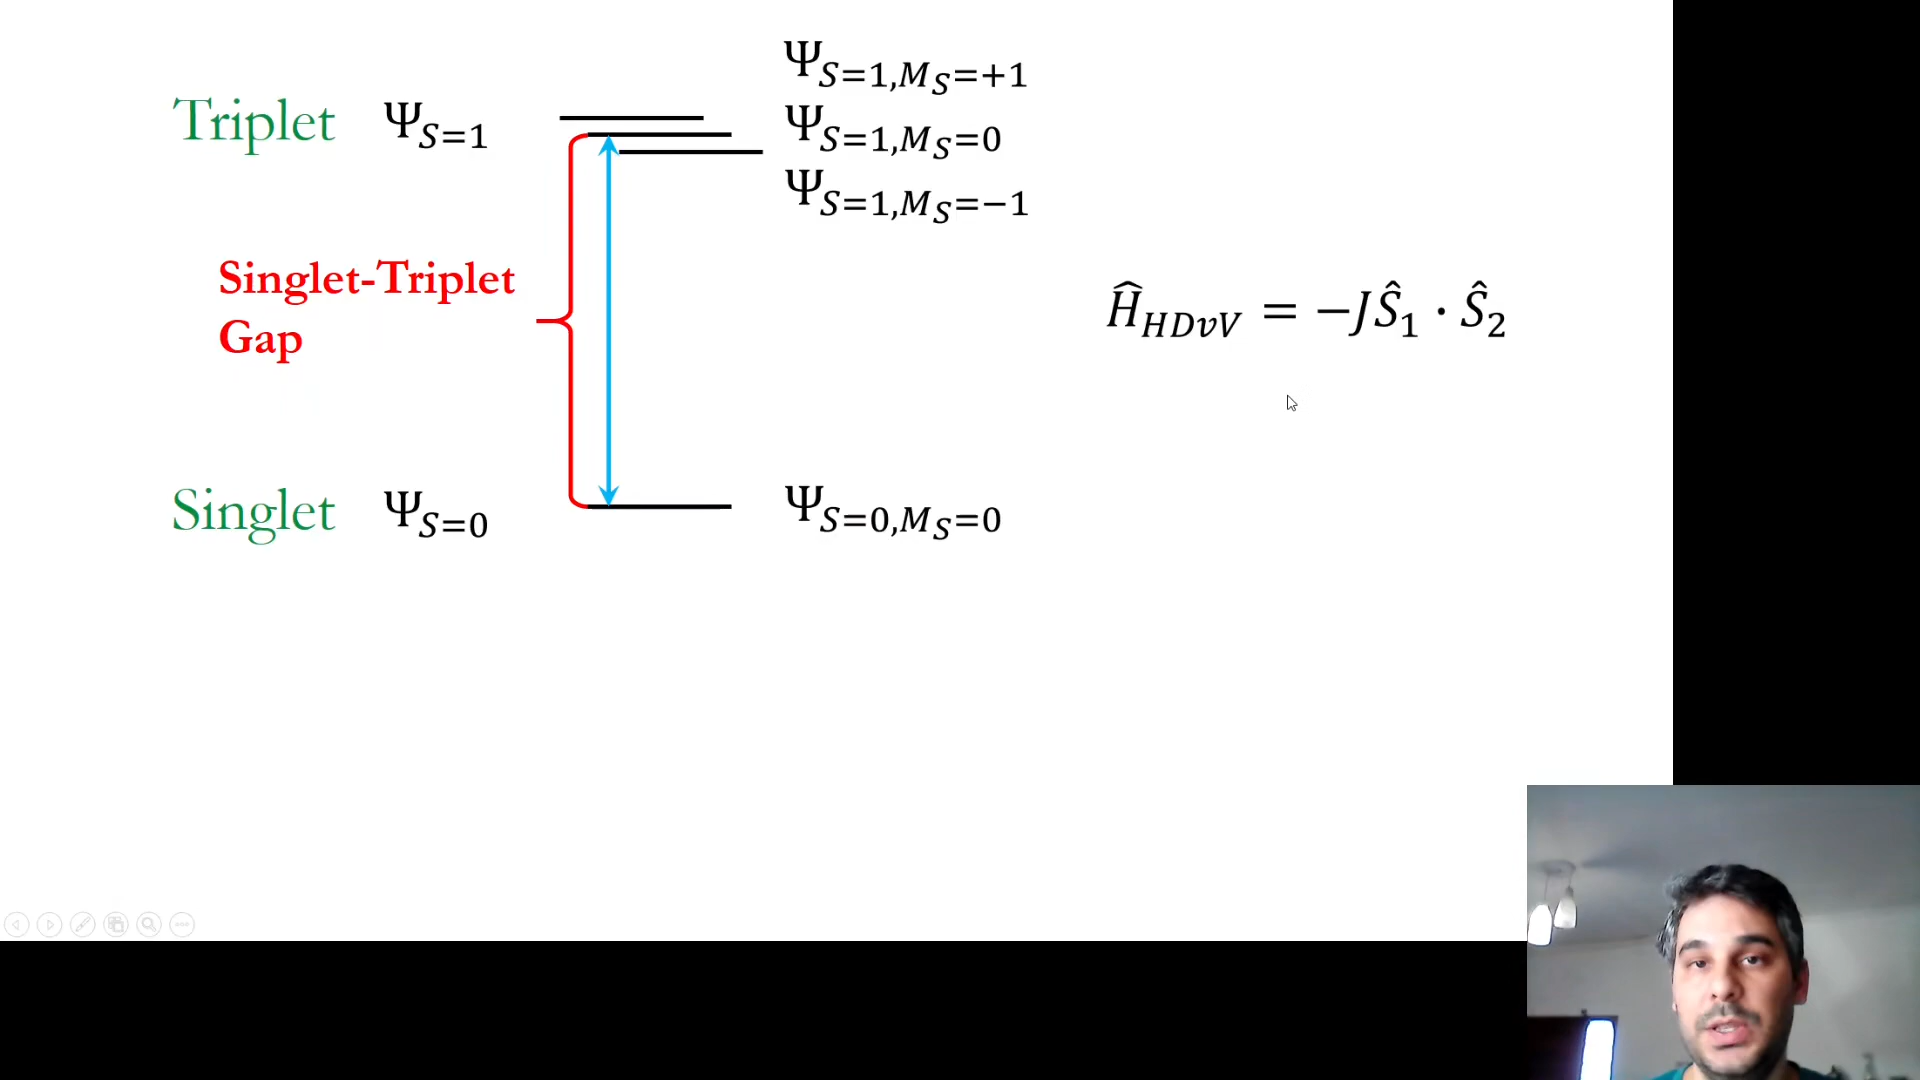 Ψ_{S=1,M_S=+1}
Triplet Ψ_{S=1}
Ψ_{S=1,M_S=0}
Ψ_{S=1,M_S=−1}
Singlet-Triplet
Gap
Ĥ_{HDvV} = −JŜ_1 · Ŝ_2
Singlet Ψ_{S=0}
Ψ_{S=0,M_S=0}